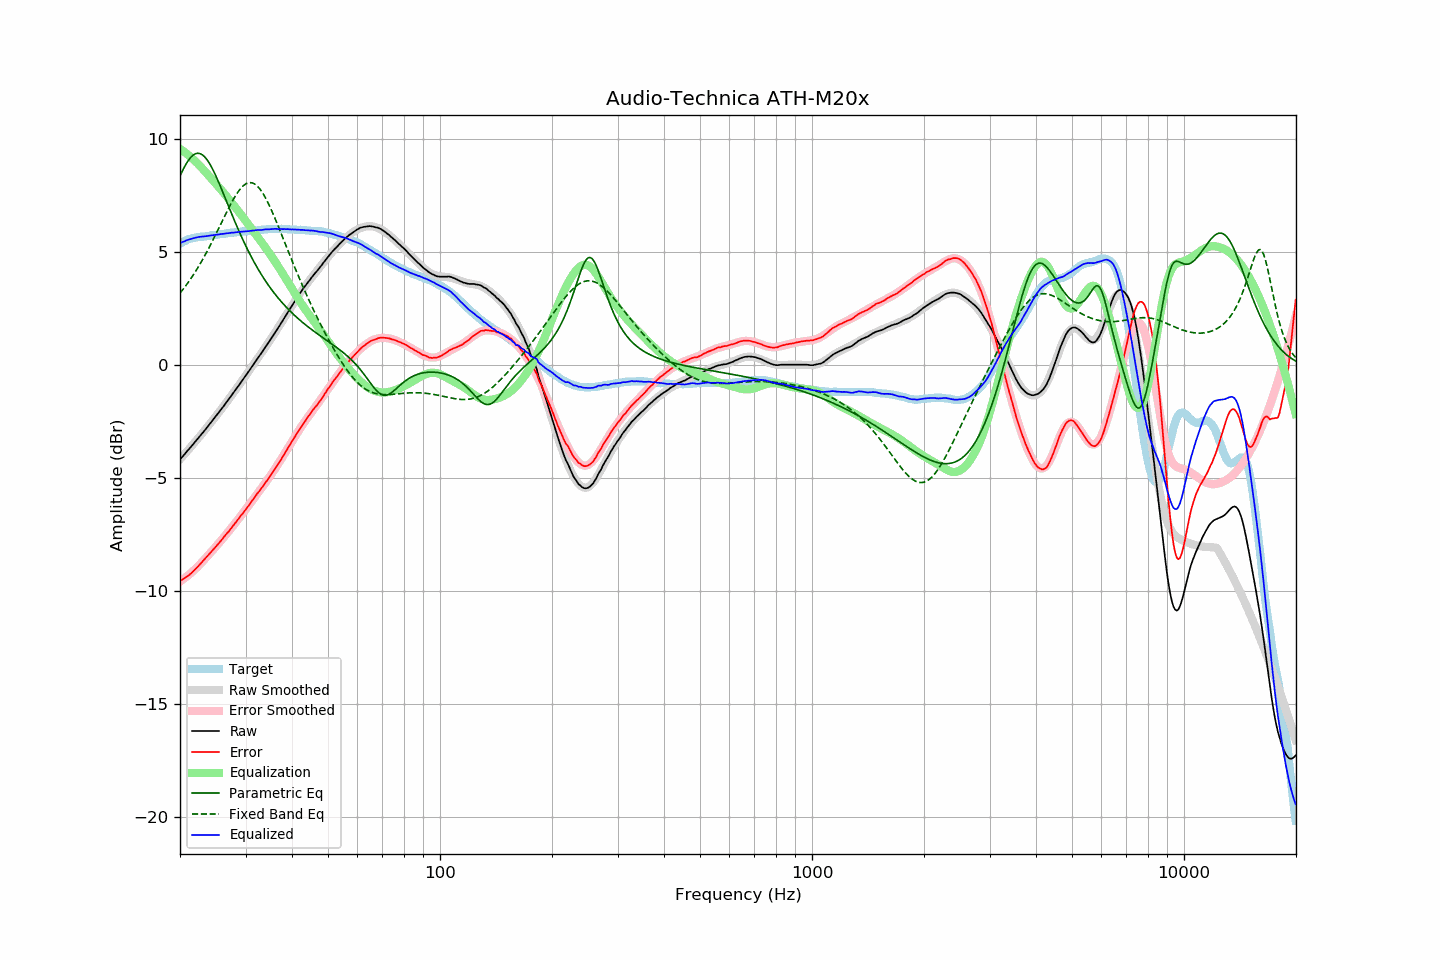 Audio-Technica ATH-M20x
10
5
0
−5
−10
−15
−20
Amplitude (dBr)
Target
Raw Smoothed
Error Smoothed
Raw
Error
Equalization
Parametric Eq
Fixed Band Eq
Equalized
100
1000
10000
Frequency (Hz)